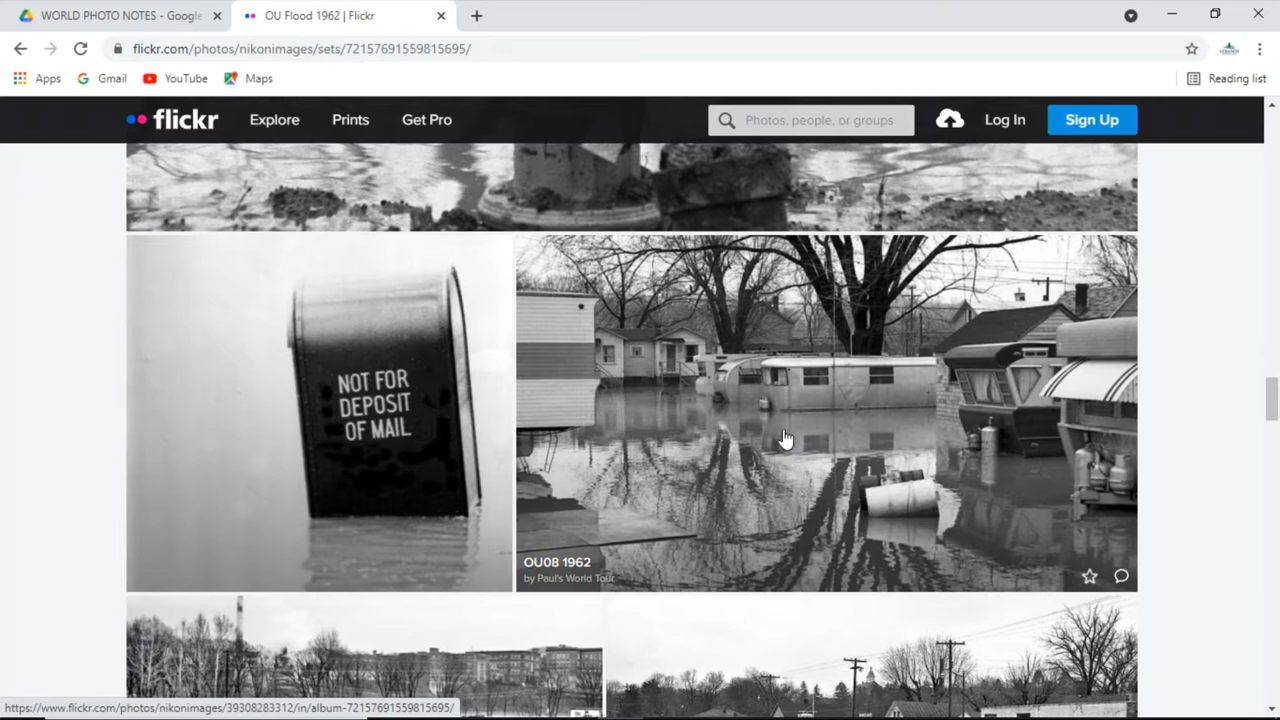 WORLD PHOTO NOTES - Google
OU Flood 1962 | Flickr
flickr.com/photos/nikonimages/sets/72157691559815695/
Apps
Gmail
YouTube
Maps
Reading list
flickr
Explore
Prints
Get Pro
Photos, people, or groups
Log In
Sign Up
NOT FOR
DEPOSIT
OF MAIL
OU08 1962
by Paul's World Tour
https://www.flickr.com/photos/nikonimages/39308283312/in/album-72157691559815695/